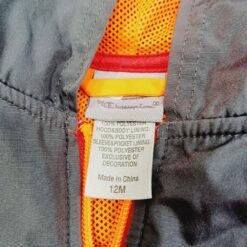 100% POLYESTER
HOOD&BODY LINING:
100% POLYESTER
SLEEVE&POCKET LINING:
100% POLYESTER
EXCLUSIVE OF
DECORATION
Made in China
12M